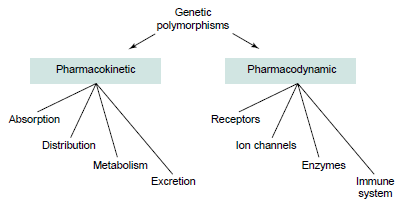 Genetic
polymorphisms
Pharmacokinetic
Pharmacodynamic
Absorption
Distribution
Metabolism
Excretion
Receptors
Ion channels
Enzymes
Immune
system